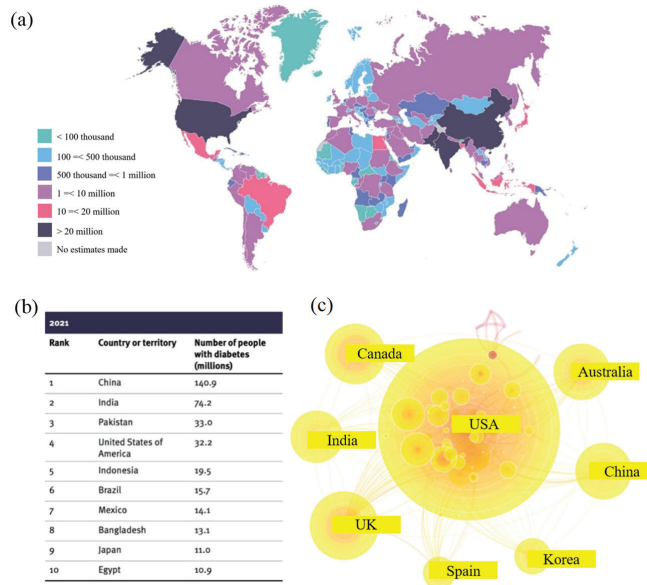 (a)
< 100 thousand
100 =< 500 thousand
500 thousand =< 1 million
1 =< 10 million
10 =< 20 million
> 20 million
No estimates made
(b)
2021
Rank Country or territory Number of people
with diabetes
(millions)
1 China 140.9
2 India 74.2
3 Pakistan 33.0
4 United States of 32.2
America
5 Indonesia 19.5
6 Brazil 15.7
7 Mexico 14.1
8 Bangladesh 13.1
9 Japan 11.0
10 Egypt 10.9
(c)
Canada
Australia
USA
India
China
UK
Spain
Korea